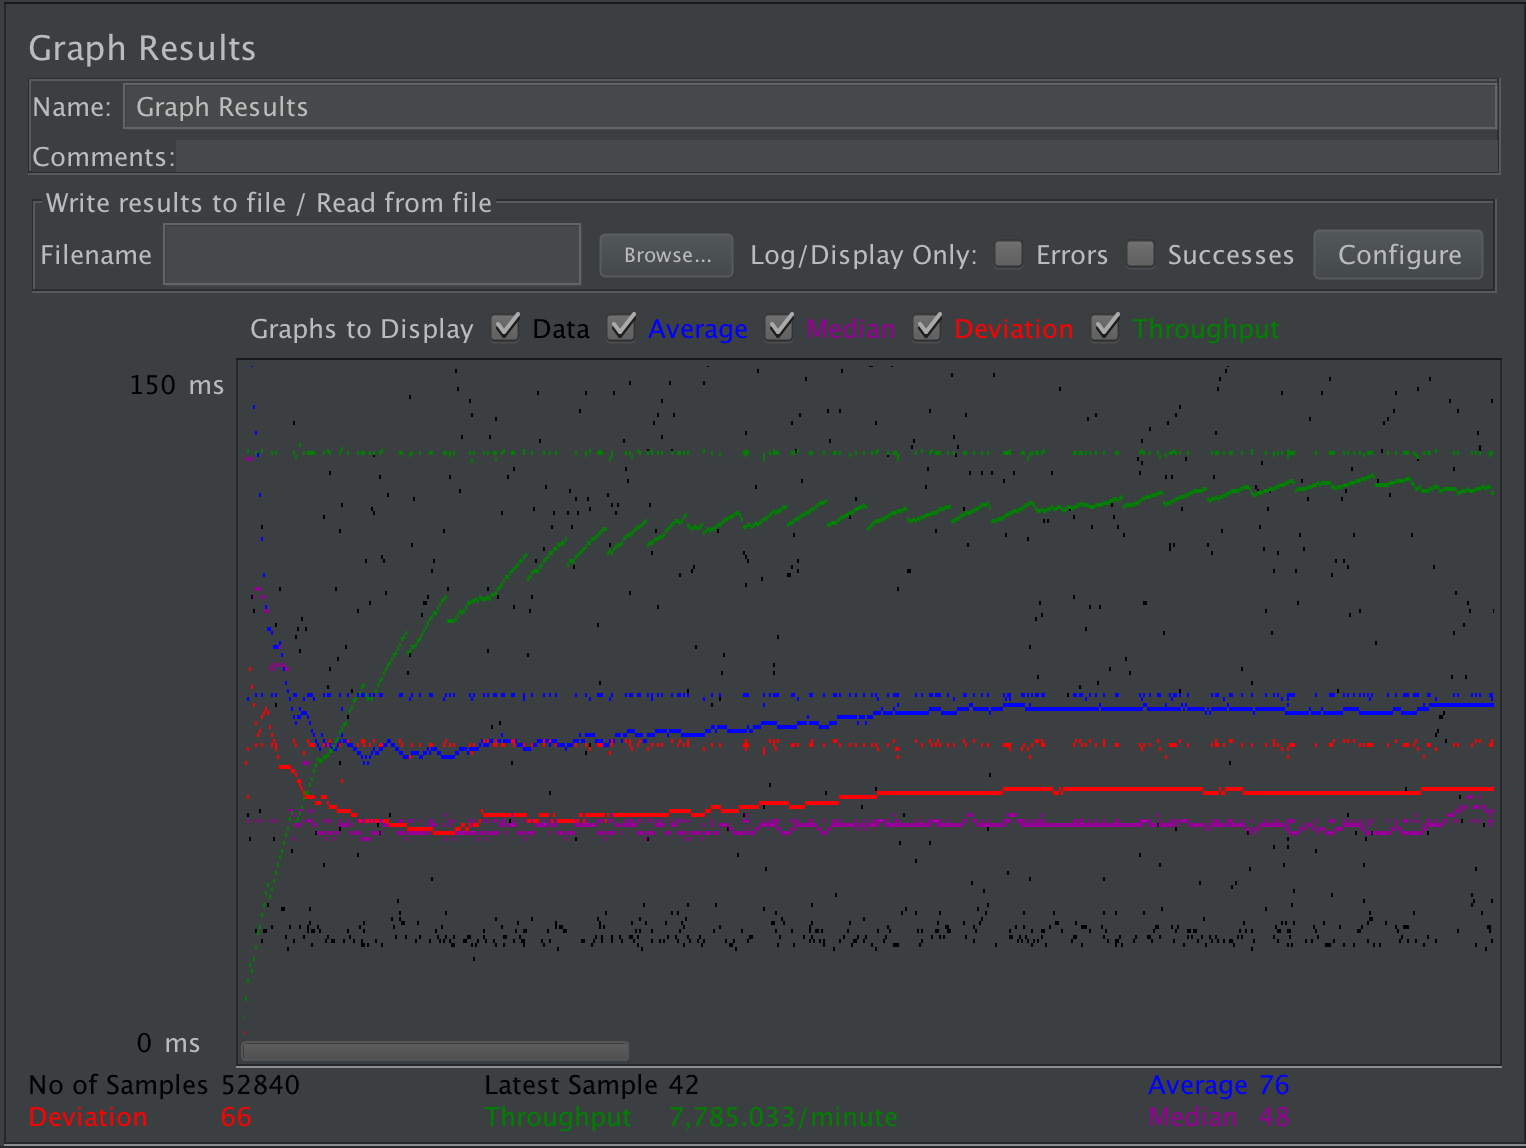 Graph Results
Name: Graph Results
Comments:
Write results to file / Read from file
Filename Browse... Log/Display Only: Errors Successes Configure
Graphs to Display Data Average Median Deviation Throughput
150 ms
0 ms
No of Samples 52840 Latest Sample 42 Average 76
Deviation 66 Throughput 7,785.033/minute Median 48